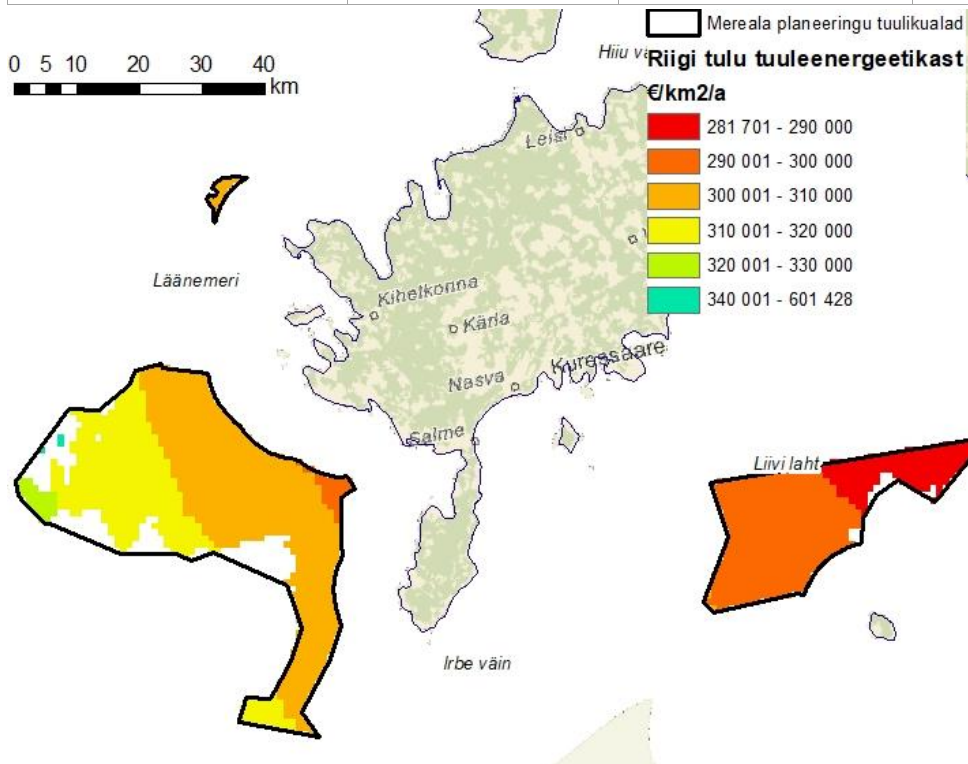 Mereala planeeringu tuulikualad
Hiiu
Riigi tulu tuuleenergeetikast
€/km2/a
281 701 - 290 000
290 001 - 300 000
300 001 - 310 000
310 001 - 320 000
320 001 - 330 000
340 001 - 601 428
0 5 10 20 30 40
km
Leisi
Läänemeri
Kihelkonna
Kärla
Kuressaare
Nasva
Salme
Liivi laht
Irbe väin